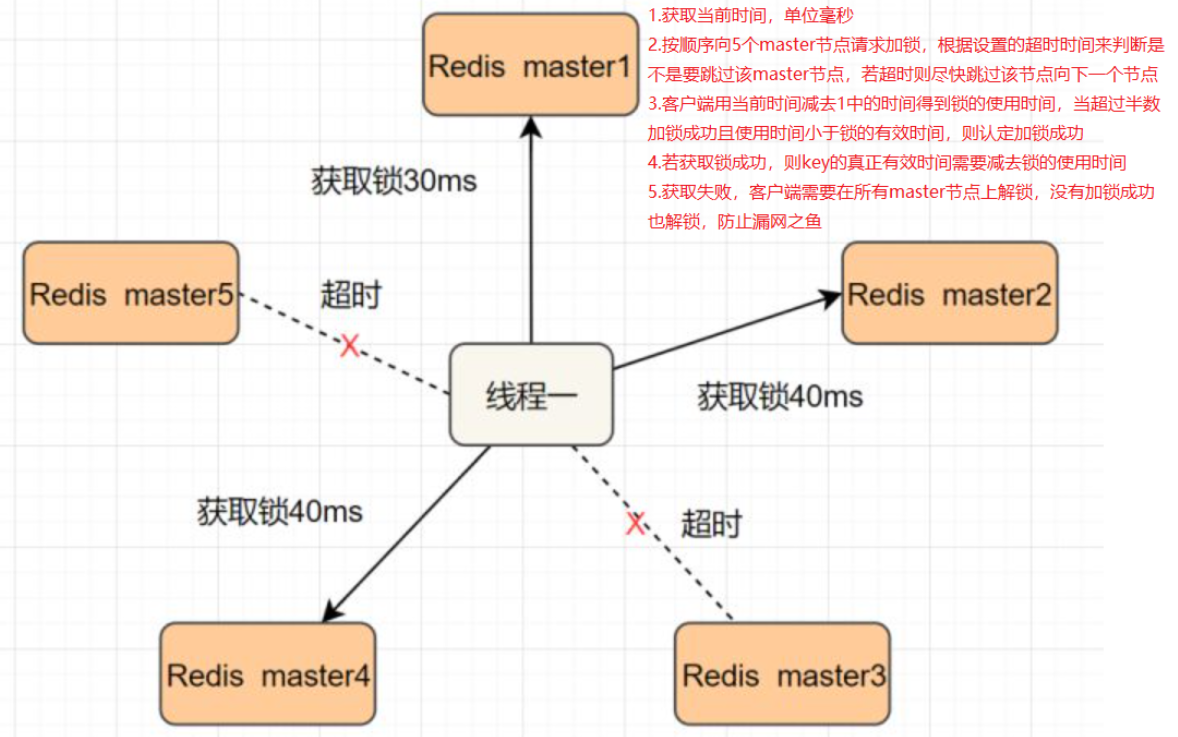 1.获取当前时间，单位毫秒
2.按顺序向5个master节点请求加锁，根据设置的超时时间来判断是
不是要跳过该master节点，若超时则尽快跳过该节点向下一个节点
3.客户端用当前时间减去1中的时间得到锁的使用时间，当超过半数
加锁成功且使用时间小于锁的有效时间，则认定加锁成功
4.若获取锁成功，则key的真正有效时间需要减去锁的使用时间
5.获取失败，客户端需要在所有master节点上解锁，没有加锁成功
也解锁，防止漏网之鱼
Redis master1
获取锁30ms
Redis master5
超时
X
Redis master2
线程一
获取锁40ms
获取锁40ms
X
超时
Redis master4
Redis master3